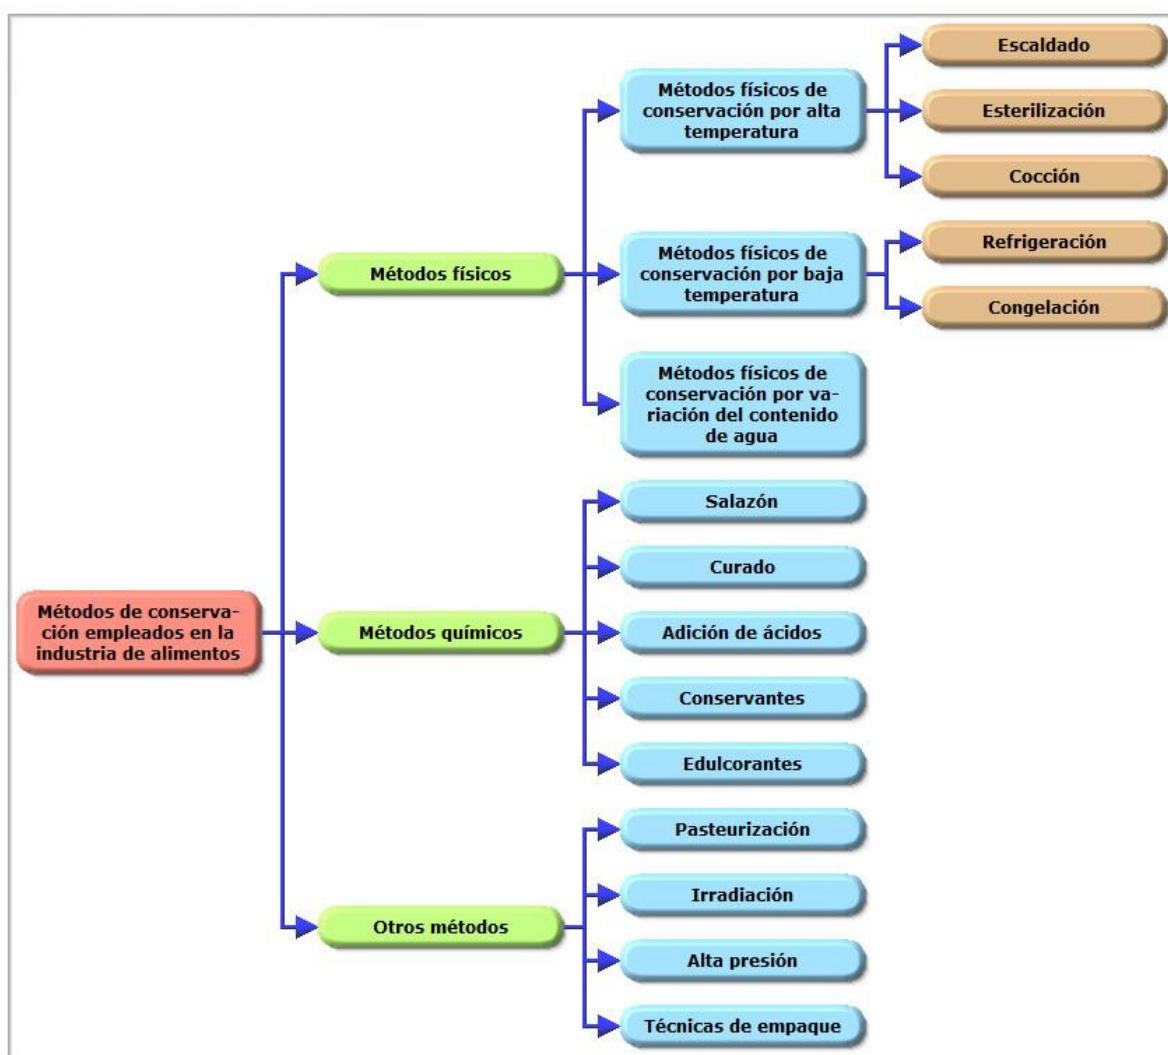 Métodos de conserva-
ción empleados en la
industria de alimentos
Métodos físicos
Métodos físicos de
conservación por alta
temperatura
Escaldado
Esterilización
Cocción
Métodos físicos de
conservación por baja
temperatura
Refrigeración
Congelación
Métodos físicos de
conservación por va-
riación del contenido
de agua
Métodos químicos
Salazón
Curado
Adición de ácidos
Conservantes
Edulcorantes
Otros métodos
Pasteurización
Irradiación
Alta presión
Técnicas de empaque